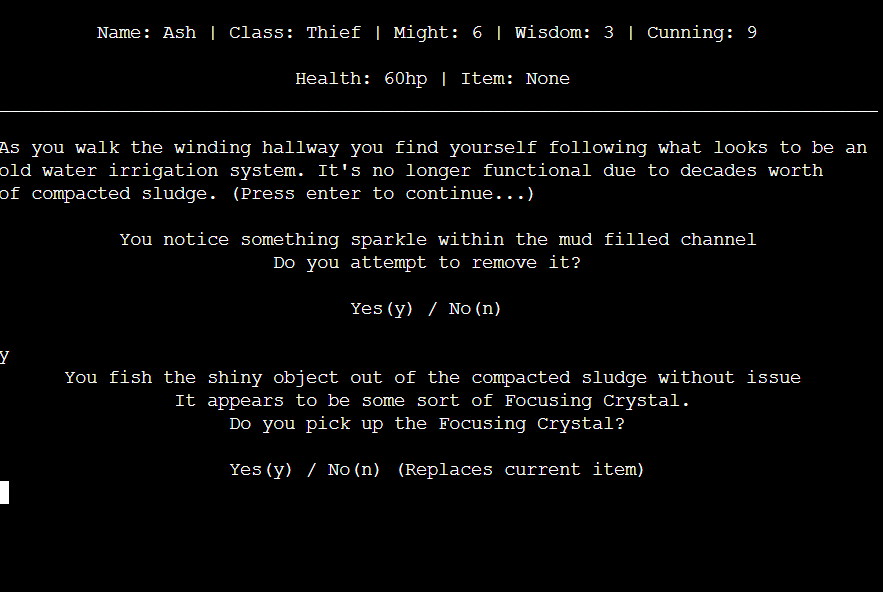 Name: Ash | Class: Thief | Might: 6 | Wisdom: 3 | Cunning: 9
Health: 60hp | Item: None
As you walk the winding hallway you find yourself following what looks to be an
old water irrigation system. It's no longer functional due to decades worth
of compacted sludge. (Press enter to continue...)
You notice something sparkle within the mud filled channel
Do you attempt to remove it?
Yes(y) / No(n)
y
You fish the shiny object out of the compacted sludge without issue
It appears to be some sort of Focusing Crystal.
Do you pick up the Focusing Crystal?
Yes(y) / No(n) (Replaces current item)